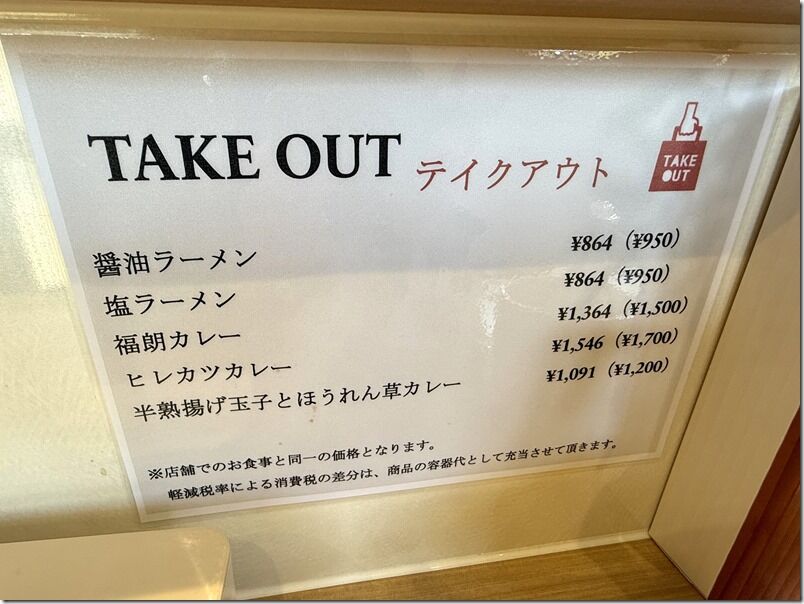 TAKE OUT テイクアウト
TAKE
OUT
醤油ラーメン ¥864（¥950）
塩ラーメン ¥864（¥950）
福朗カレー ¥1,364（¥1,500）
ヒレカツカレー ¥1,546（¥1,700）
半熟揚げ玉子とほうれん草カレー ¥1,091（¥1,200）
※店舗でのお食事と同一の価格となります。
軽減税率による消費税の差分は、商品の容器代として充当させて頂きます。